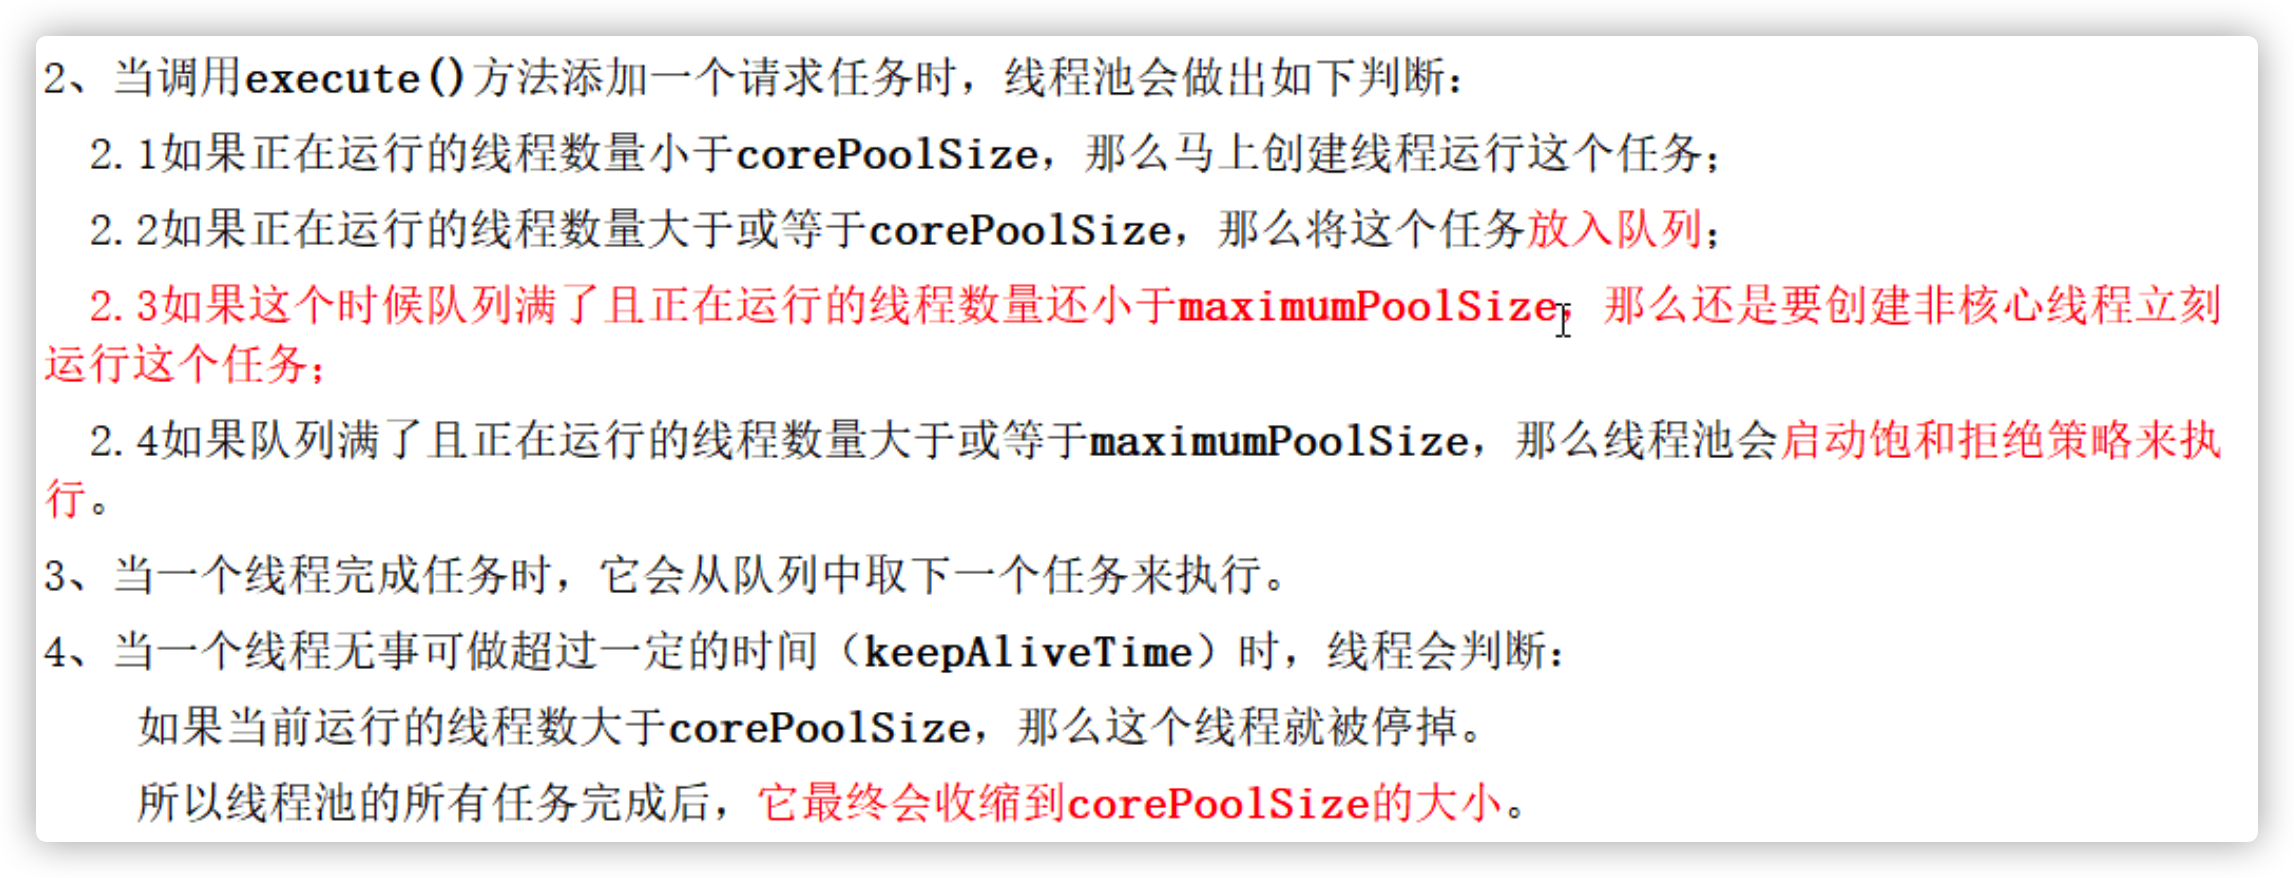 2、当调用execute()方法添加一个请求任务时，线程池会做出如下判断：
2.1如果正在运行的线程数量小于corePoolSize，那么马上创建线程运行这个任务；
2.2如果正在运行的线程数量大于或等于corePoolSize，那么将这个任务放入队列；
2.3如果这个时候队列满了且正在运行的线程数量还小于maximumPoolSize，那么还是要创建非核心线程立刻
运行这个任务；
2.4如果队列满了且正在运行的线程数量大于或等于maximumPoolSize，那么线程池会启动饱和拒绝策略来执
行。
3、当一个线程完成任务时，它会从队列中取下一个任务来执行。
4、当一个线程无事可做超过一定的时间（keepAliveTime）时，线程会判断：
如果当前运行的线程数大于corePoolSize，那么这个线程就被停掉。
所以线程池的所有任务完成后，它最终会收缩到corePoolSize的大小。